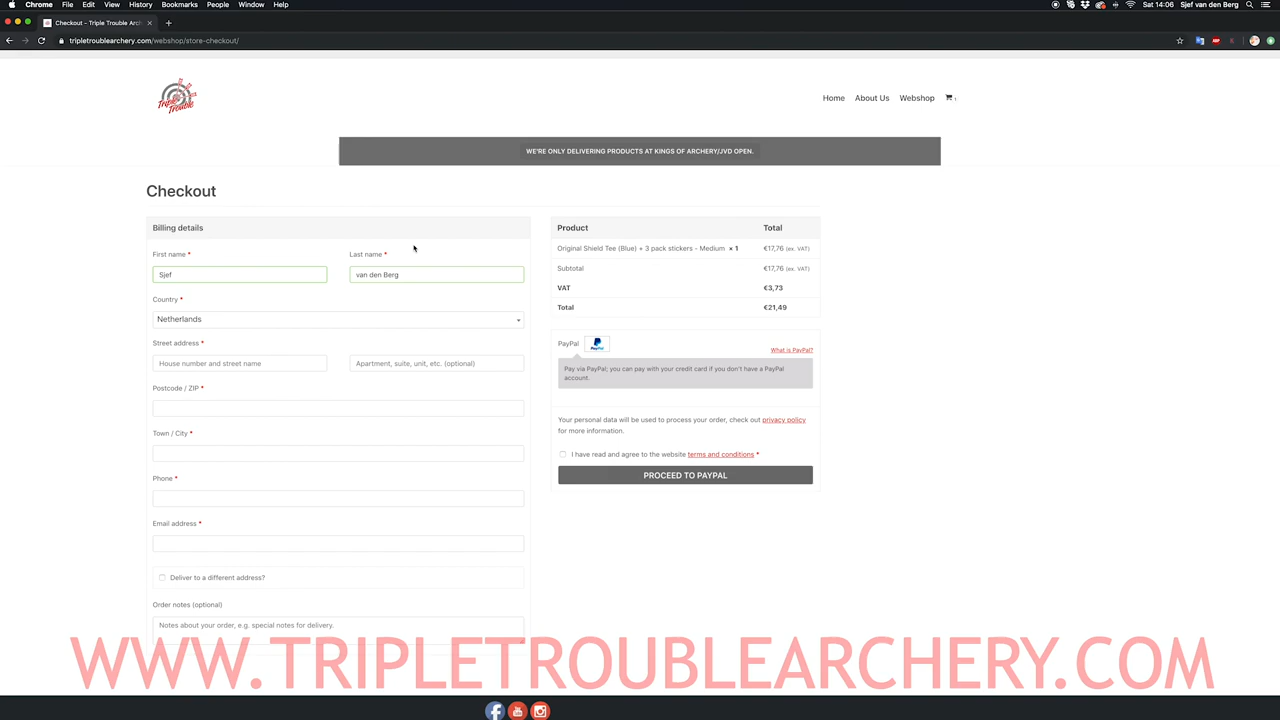 Chrome File Edit View History Bookmarks People Window Help
Sat 14:06 Sjef van den Berg
Checkout – Triple Trouble Arch
tripletroublearchery.com/webshop/store-checkout/
Triple Trouble
Home About Us Webshop 1
WE'RE ONLY DELIVERING PRODUCTS AT KINGS OF ARCHERY/JVD OPEN.
Checkout
Billing details
First name *
Last name *
Sjef
van den Berg
Country *
Netherlands
Street address *
House number and street name
Apartment, suite, unit, etc. (optional)
Postcode / ZIP *
Town / City *
Phone *
Email address *
Deliver to a different address?
Order notes (optional)
Notes about your order, e.g. special notes for delivery.
Product Total
Original Shield Tee (Blue) + 3 pack stickers - Medium × 1 €17,76 (ex. VAT)
Subtotal €17,76 (ex. VAT)
VAT €3,73
Total €21,49
PayPal PayPal
What is PayPal?
Pay via PayPal; you can pay with your credit card if you don't have a PayPal
account.
Your personal data will be used to process your order, check out privacy policy
for more information.
I have read and agree to the website terms and conditions *
PROCEED TO PAYPAL
WWW.TRIPLETROUBLEARCHERY.COM